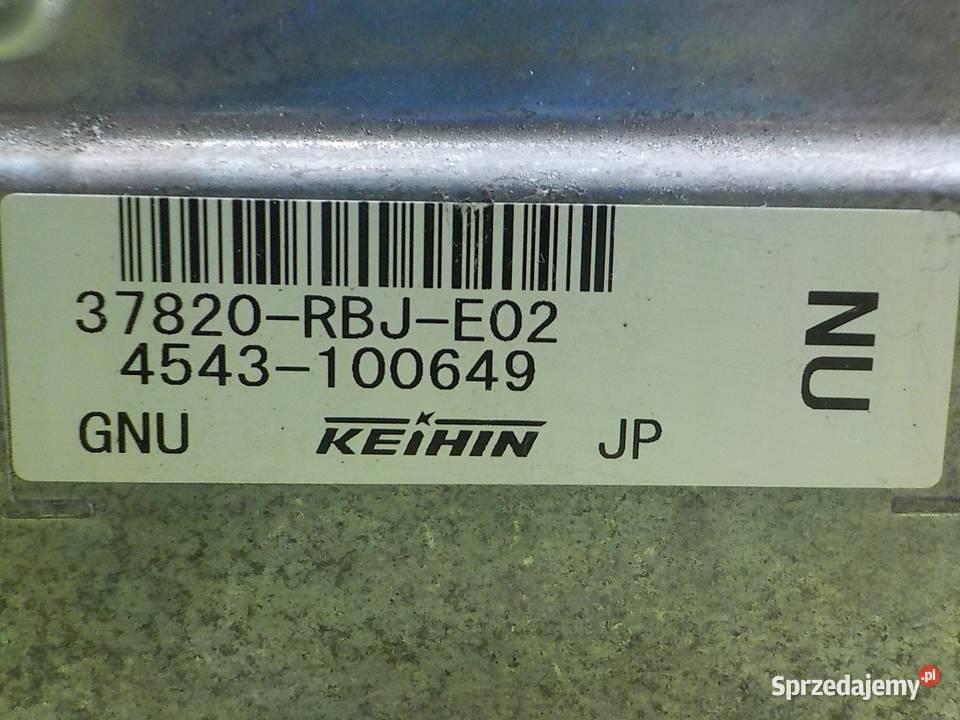 37820-RBJ-E02
4543-100649
GNU KEIHIN JP
NU
Sprzedajemy.pl